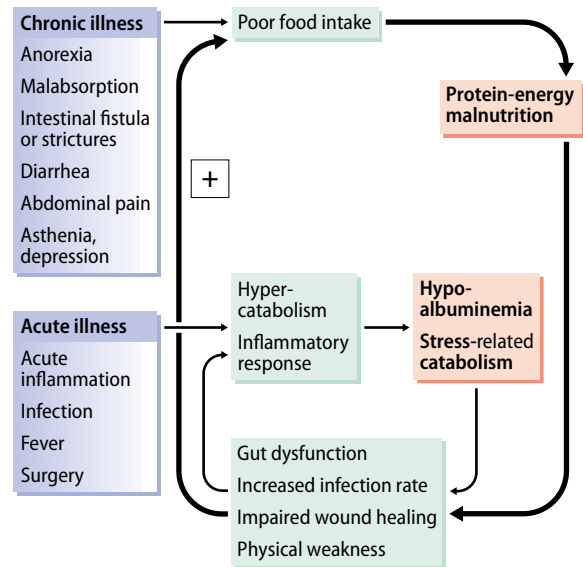 Chronic illness
Anorexia
Malabsorption
Intestinal fistula
or strictures
Diarrhea
Abdominal pain
Asthenia,
depression
Poor food intake
Protein-energy
malnutrition
+
Acute illness
Acute
inflammation
Infection
Fever
Surgery
Hyper-
catabolism
Inflammatory
response
Hypo-
albuminemia
Stress-related
catabolism
Gut dysfunction
Increased infection rate
Impaired wound healing
Physical weakness